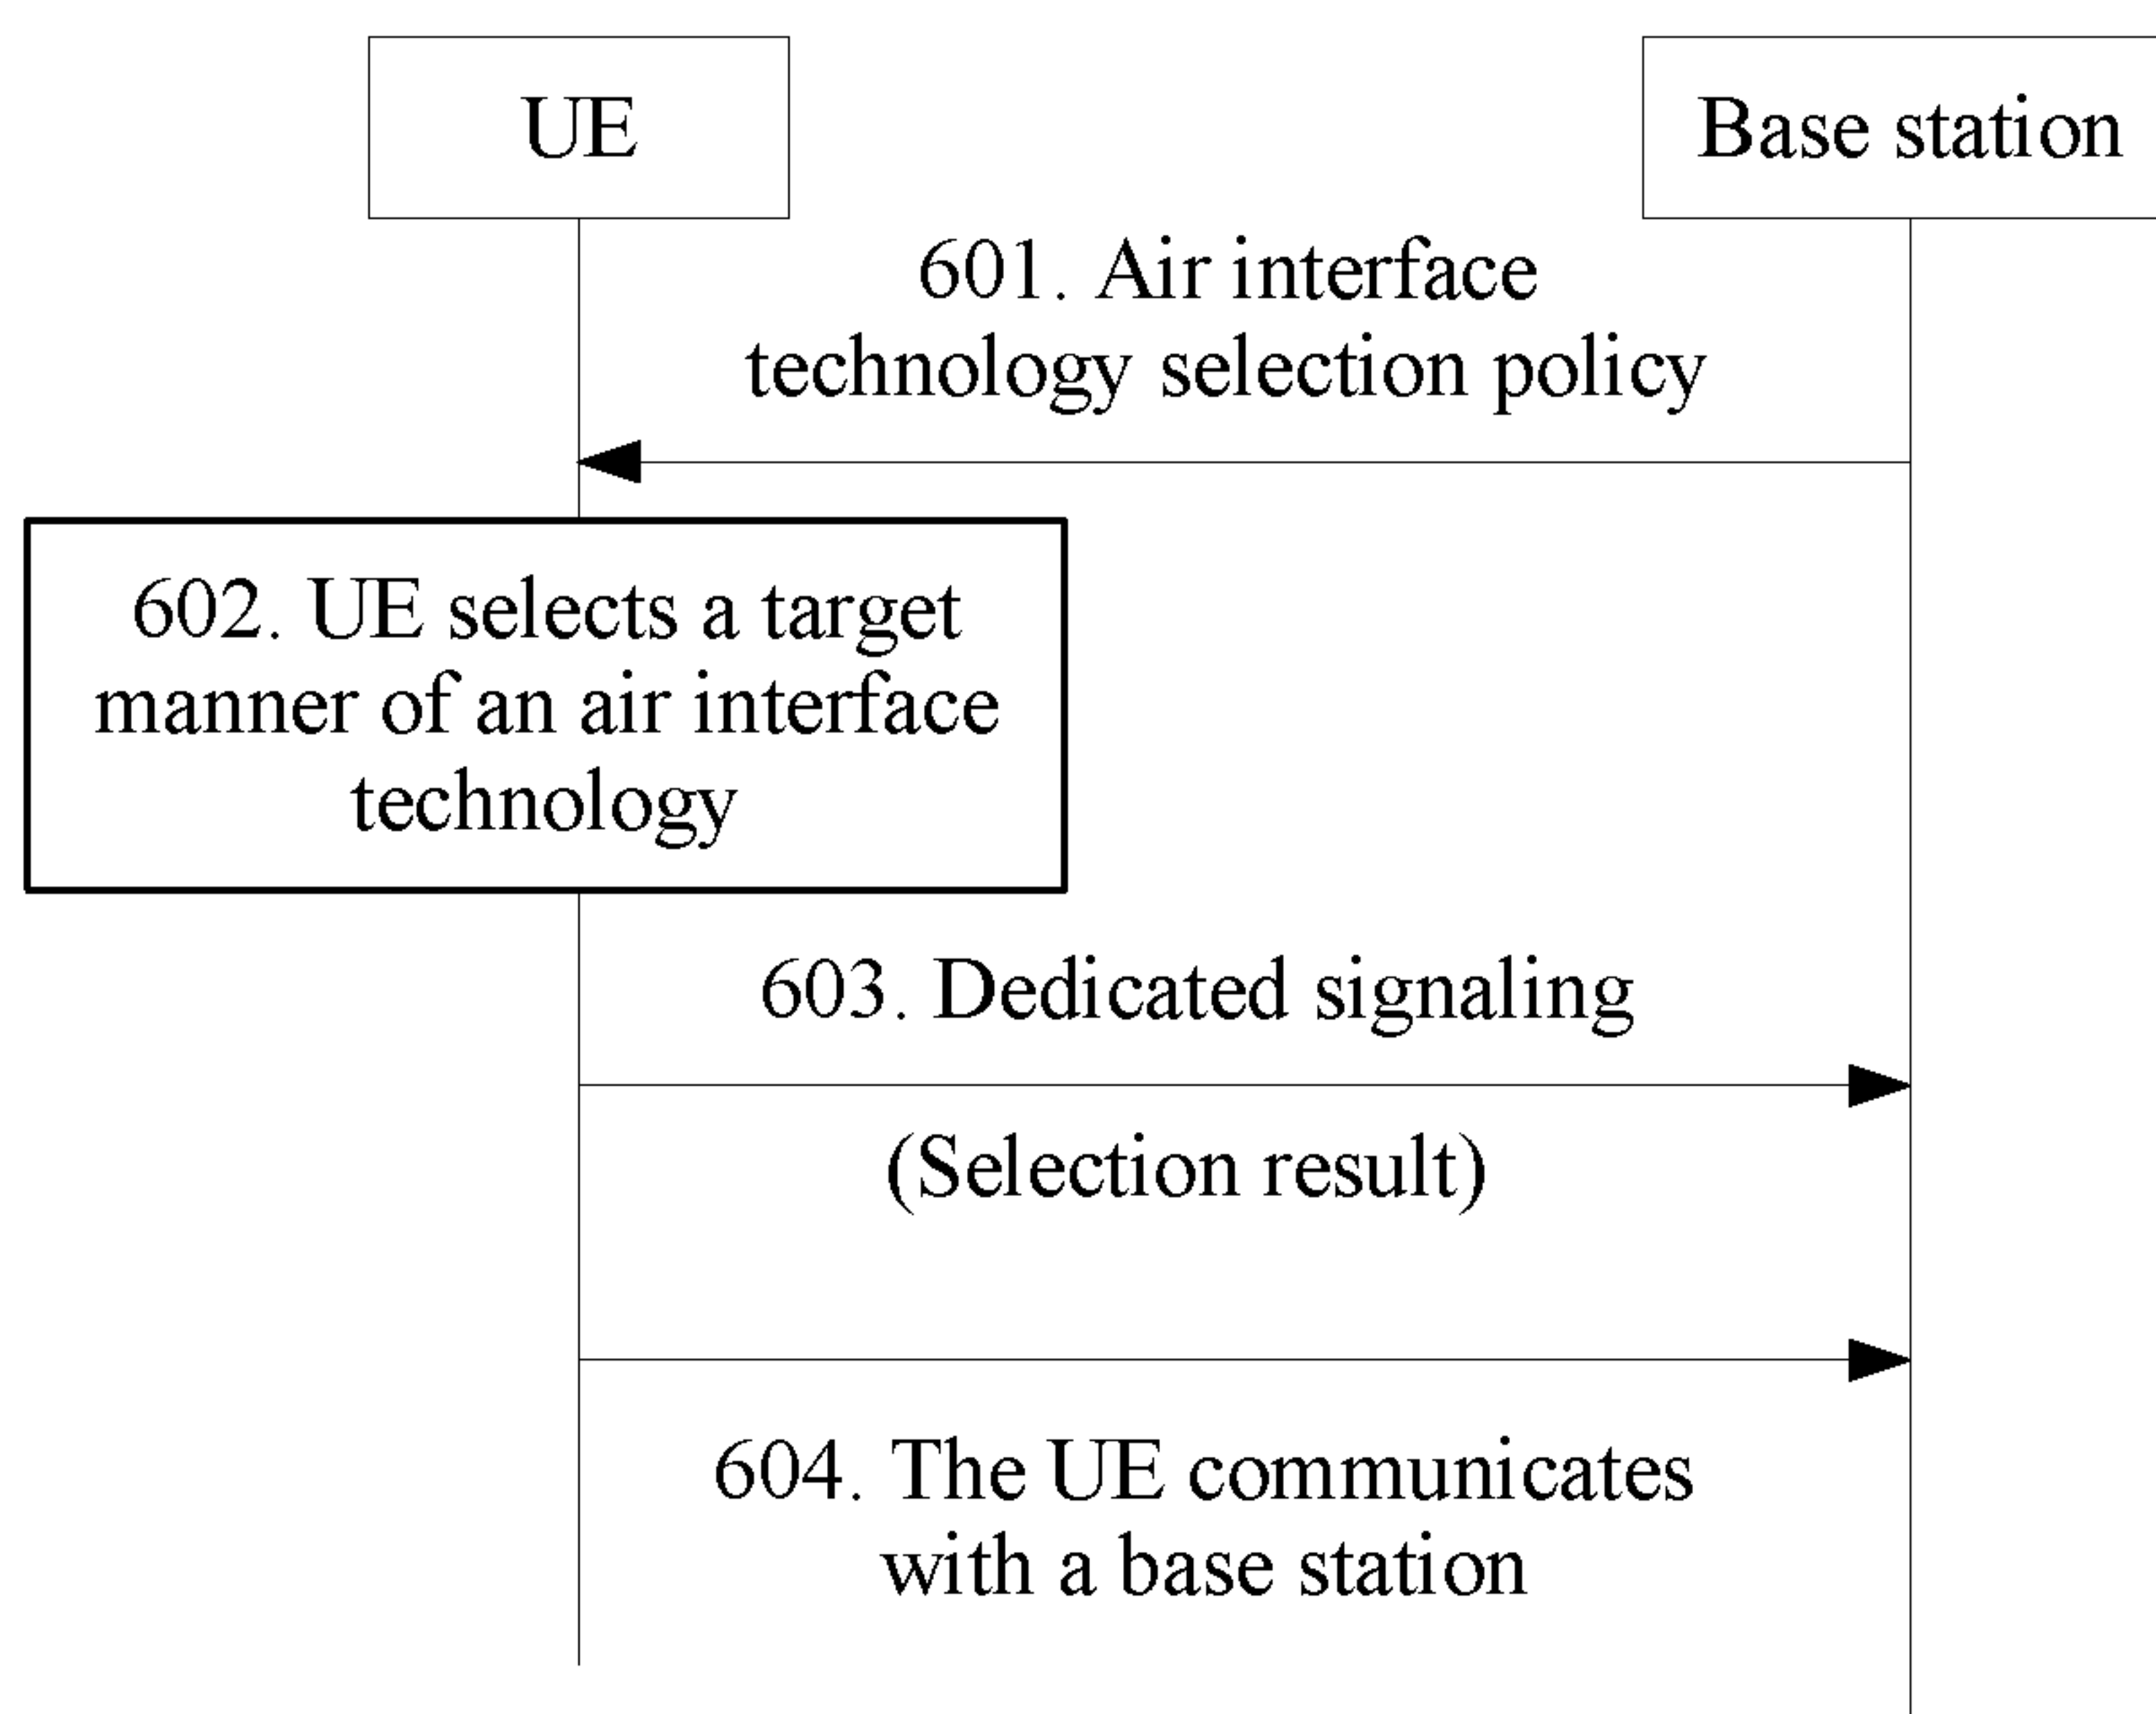 UE
Base station
601. Air interface
technology selection policy
602. UE selects a target
manner of an air interface
technology
603. Dedicated signaling
(Selection result)
604. The UE communicates
with a base station